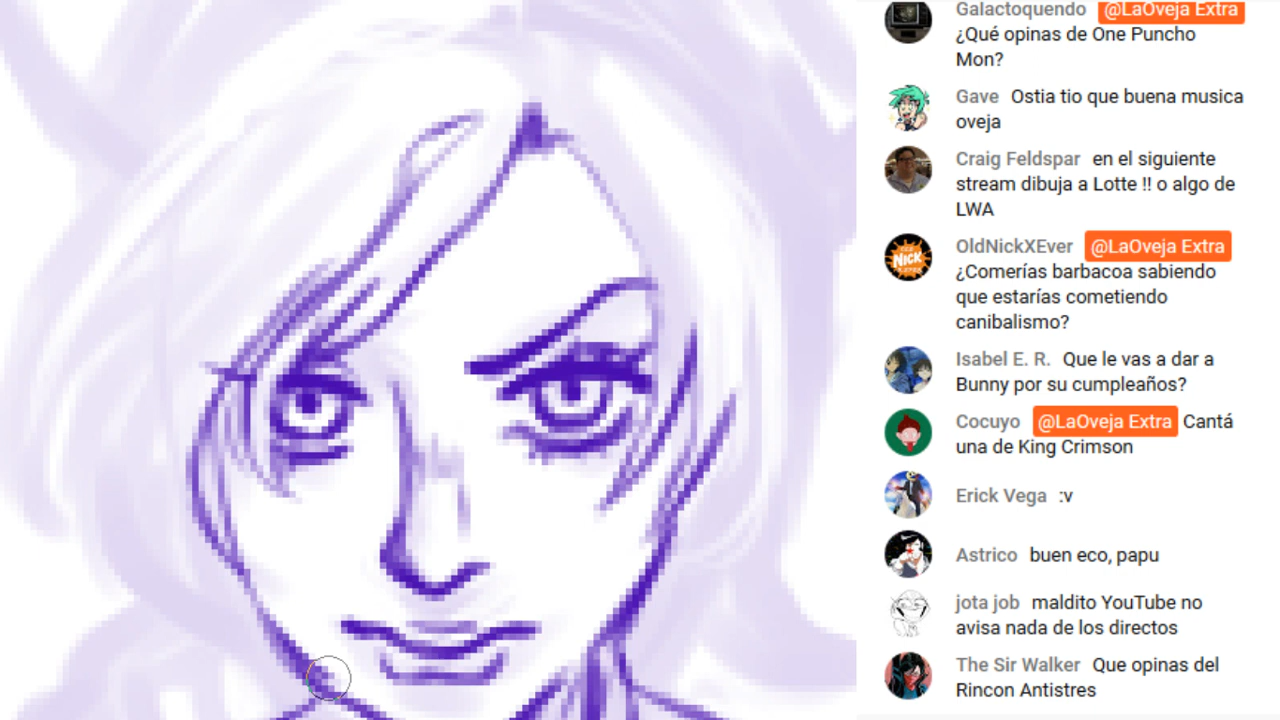 Galactoquendo @LaOveja Extra
¿Qué opinas de One Puncho
Mon?
Gave Ostia tio que buena musica
oveja
Craig Feldspar en el siguiente
stream dibuja a Lotte !! o algo de
LWA
OldNickXEver @LaOveja Extra
¿Comerías barbacoa sabiendo
que estarías cometiendo
canibalismo?
NICK
Isabel E. R. Que le vas a dar a
Bunny por su cumpleaños?
Cocuyo @LaOveja Extra Cantá
una de King Crimson
Erick Vega :v
Astrico buen eco, papu
jota job maldito YouTube no
avisa nada de los directos
The Sir Walker Que opinas del
Rincon Antistres